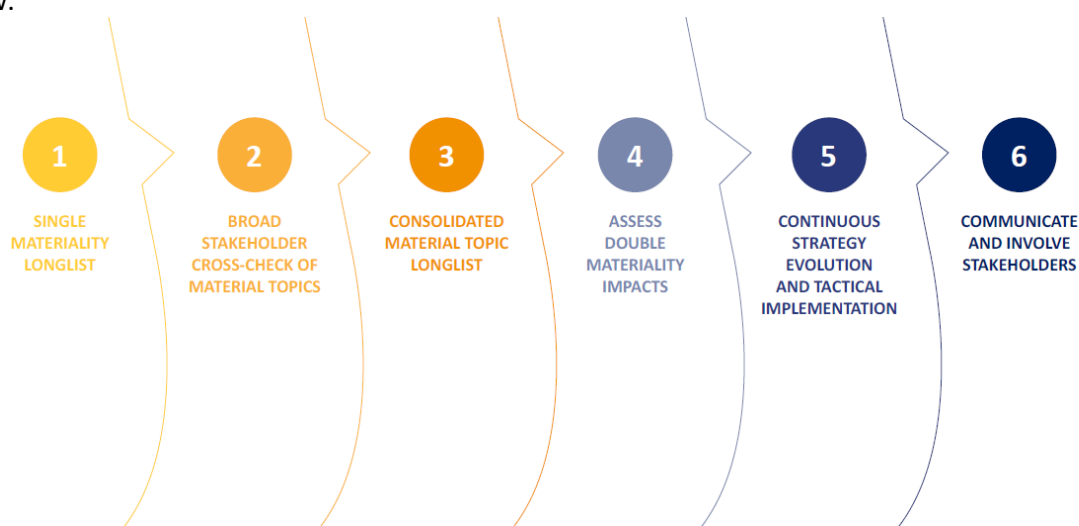 1
SINGLE
MATERIALITY
LONGLIST
2
BROAD
STAKEHOLDER
CROSS-CHECK OF
MATERIAL TOPICS
3
CONSOLIDATED
MATERIAL TOPIC
LONGLIST
4
ASSESS
DOUBLE
MATERIALITY
IMPACTS
5
CONTINUOUS
STRATEGY
EVOLUTION
AND TACTICAL
IMPLEMENTATION
6
COMMUNICATE
AND INVOLVE
STAKEHOLDERS